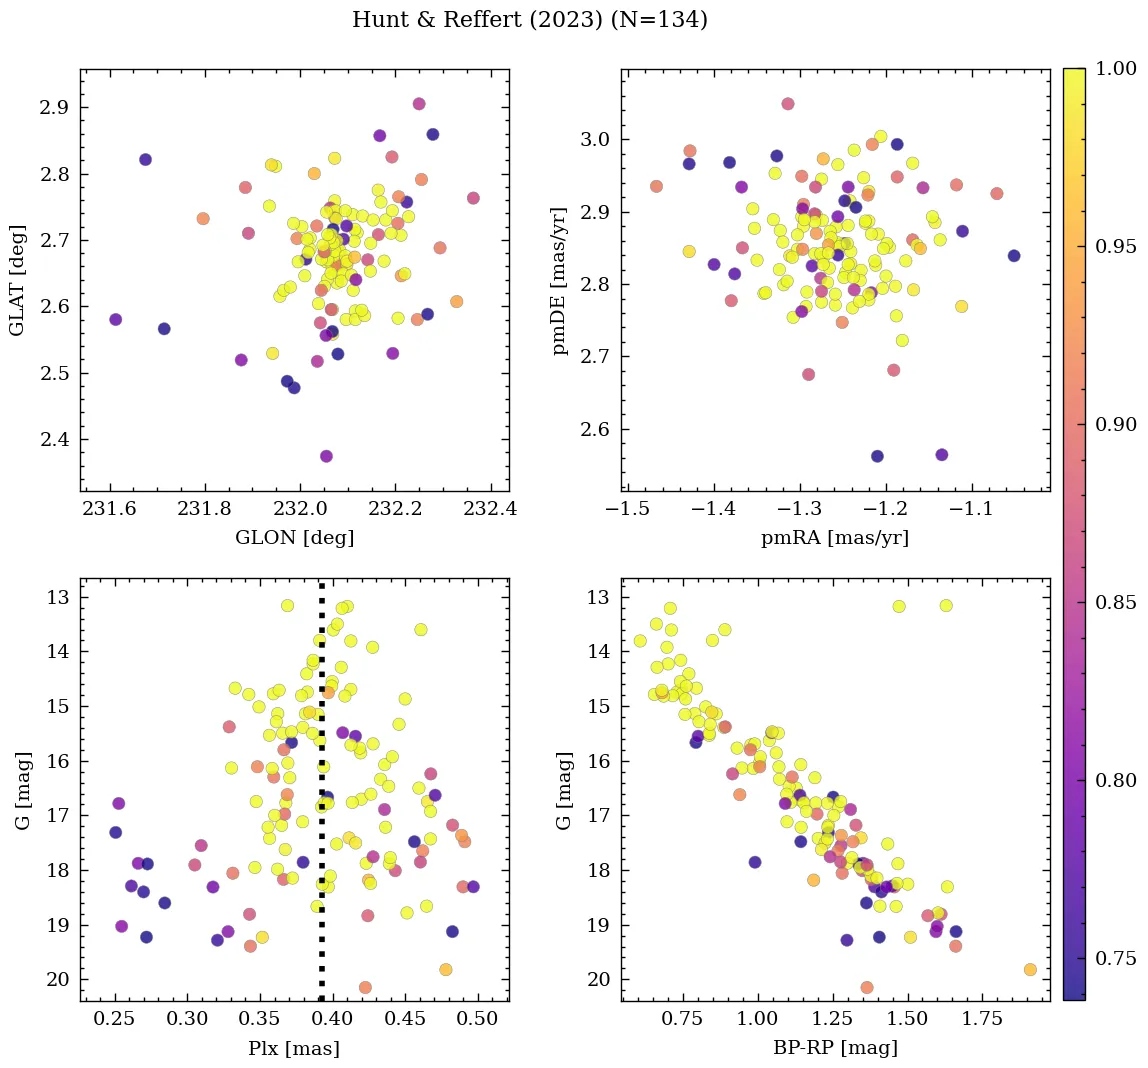 Hunt & Reffert (2023) (N=134)
2.9
2.8
2.7
2.6
2.5
2.4
GLAT [deg]
231.6 231.8 232.0 232.2 232.4
GLON [deg]
3.0
2.9
2.8
2.7
2.6
pmDE [mas/yr]
−1.5 −1.4 −1.3 −1.2 −1.1
pmRA [mas/yr]
13
14
15
16
17
18
19
20
G [mag]
0.25 0.30 0.35 0.40 0.45 0.50
Plx [mas]
13
14
15
16
17
18
19
20
G [mag]
0.75 1.00 1.25 1.50 1.75
BP-RP [mag]
1.00
0.95
0.90
0.85
0.80
0.75